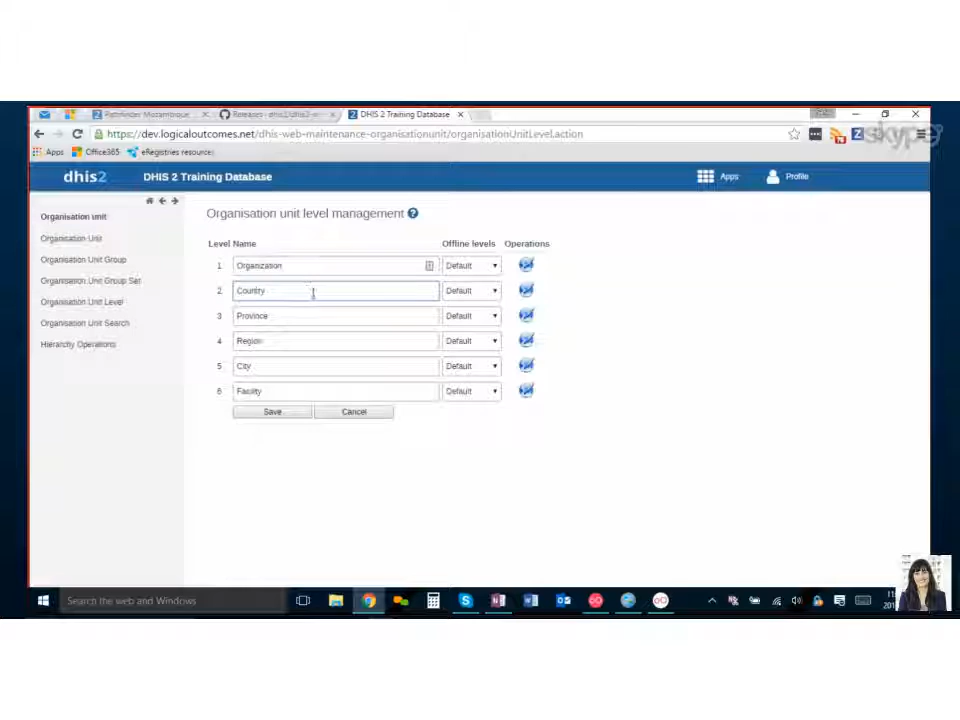 Pathfinder Mozambique
Releases · dhis2/dhis2-
DHIS 2 Training Database
https://dev.logicaloutcomes.net/dhis-web-maintenance-organisationunit/organisationUnitLevel.action
skype
Apps
Office365
eRegistries resources
dhis2
DHIS 2 Training Database
Apps
Profile
Organisation unit
Organisation Unit
Organisation Unit Group
Organisation Unit Group Set
Organisation Unit Level
Organisation Unit Search
Hierarchy Operations
Organisation unit level management
Level Name Offline levels Operations
1 Organization Default
2 Country Default
3 Province Default
4 Region Default
5 City Default
6 Facility Default
Save Cancel
Search the web and Windows